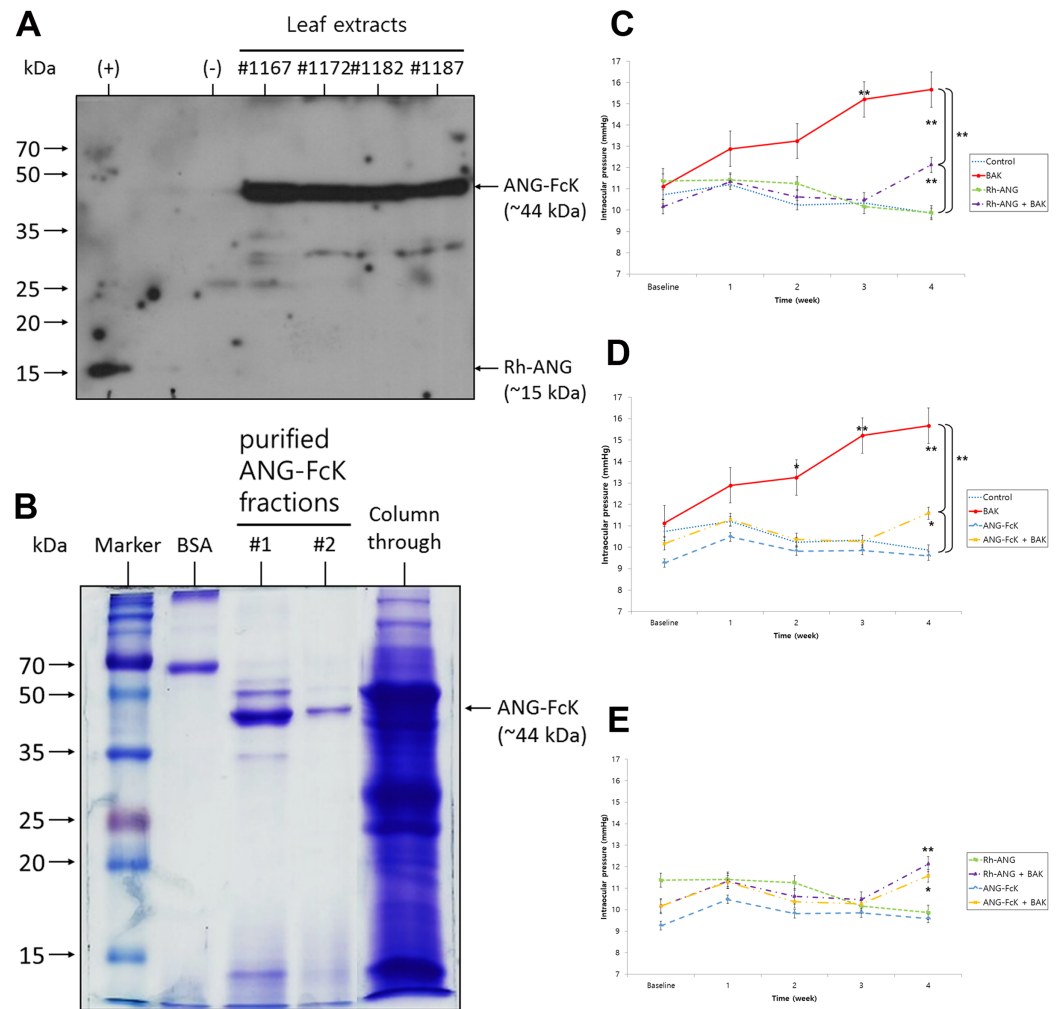 A
Leaf extracts
kDa (+) (-) #1167 #1172 #1182 #1187
70
50
35
25
20
15
ANG-FcK
(~44 kDa)
Rh-ANG
(~15 kDa)
B
purified
ANG-FcK
fractions
Column
through
kDa Marker BSA #1 #2
70
50
35
25
20
15
ANG-FcK
(~44 kDa)
C
Intraocular pressure (mmHg)
17
16
15
14
13
12
11
10
9
8
7
Baseline 1 2 3 4
Time (week)
**
**
**
**
Control
BAK
Rh-ANG
Rh-ANG + BAK
D
Intraocular pressure (mmHg)
17
16
15
14
13
12
11
10
9
8
7
Baseline 1 2 3 4
Time (week)
*
**
**
*
**
Control
BAK
ANG-FcK
ANG-FcK + BAK
E
Intraocular pressure (mmHg)
17
16
15
14
13
12
11
10
9
8
7
Baseline 1 2 3 4
Time (week)
**
*
Rh-ANG
Rh-ANG + BAK
ANG-FcK
ANG-FcK + BAK